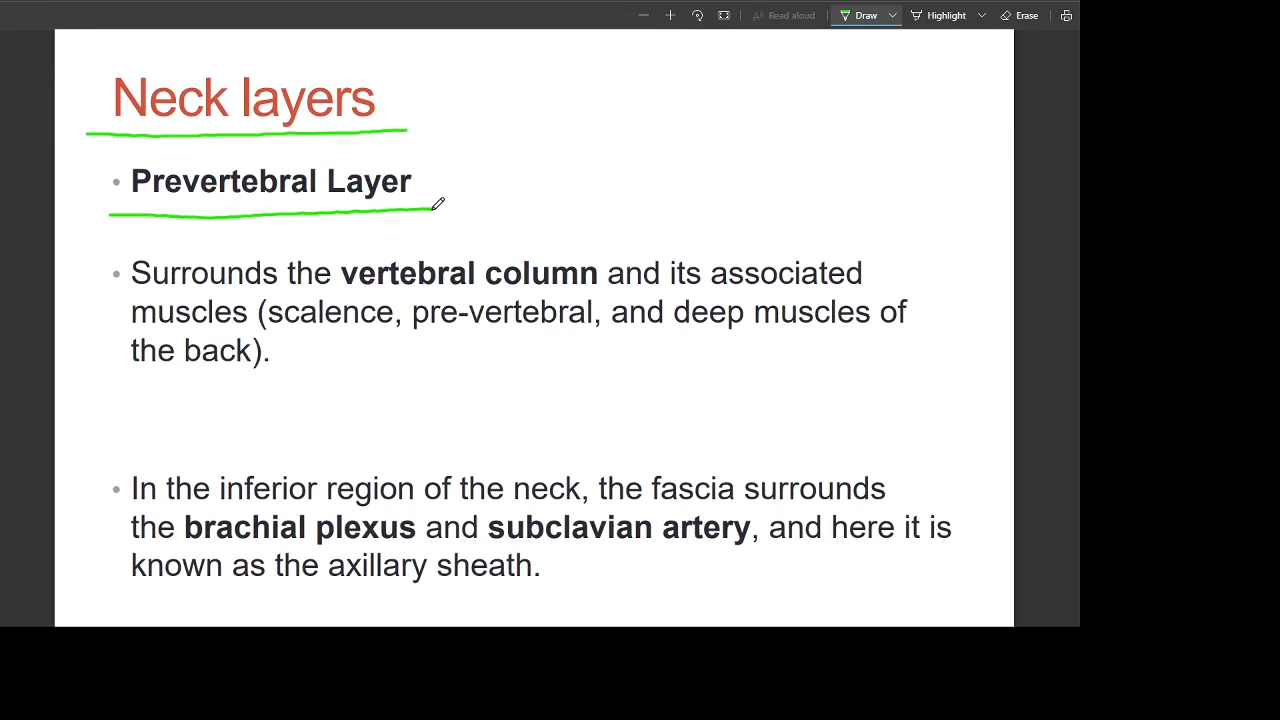 Read aloud Draw Highlight Erase
Neck layers
• Prevertebral Layer
• Surrounds the vertebral column and its associated
muscles (scalence, pre-vertebral, and deep muscles of
the back).
• In the inferior region of the neck, the fascia surrounds
the brachial plexus and subclavian artery, and here it is
known as the axillary sheath.